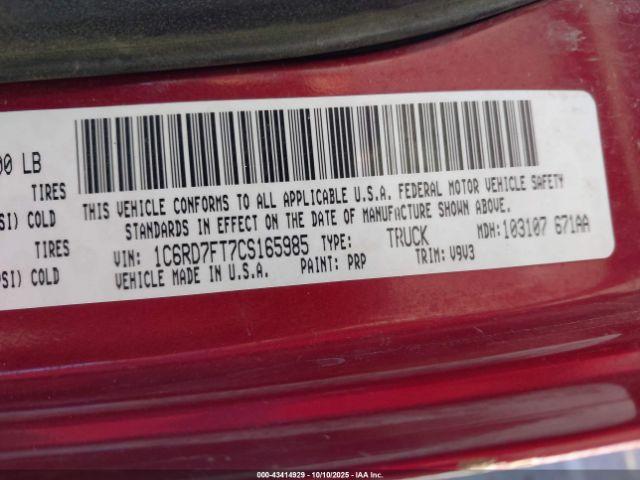 00 LB
TIRES
SI) COLD
TIRES
SI) COLD
THIS VEHICLE CONFORMS TO ALL APPLICABLE U.S.A. FEDERAL MOTOR VEHICLE SAFETY
STANDARDS IN EFFECT ON THE DATE OF MANUFACTURE SHOWN ABOVE.
VIN: 1C6RD7FT7CS165985 TYPE: TRUCK MDH: 103107 671AA
VEHICLE MADE IN U.S.A. PAINT: PRP TRIM: V9V3
00-43414929 - 10/10/2025 - IAA Inc.